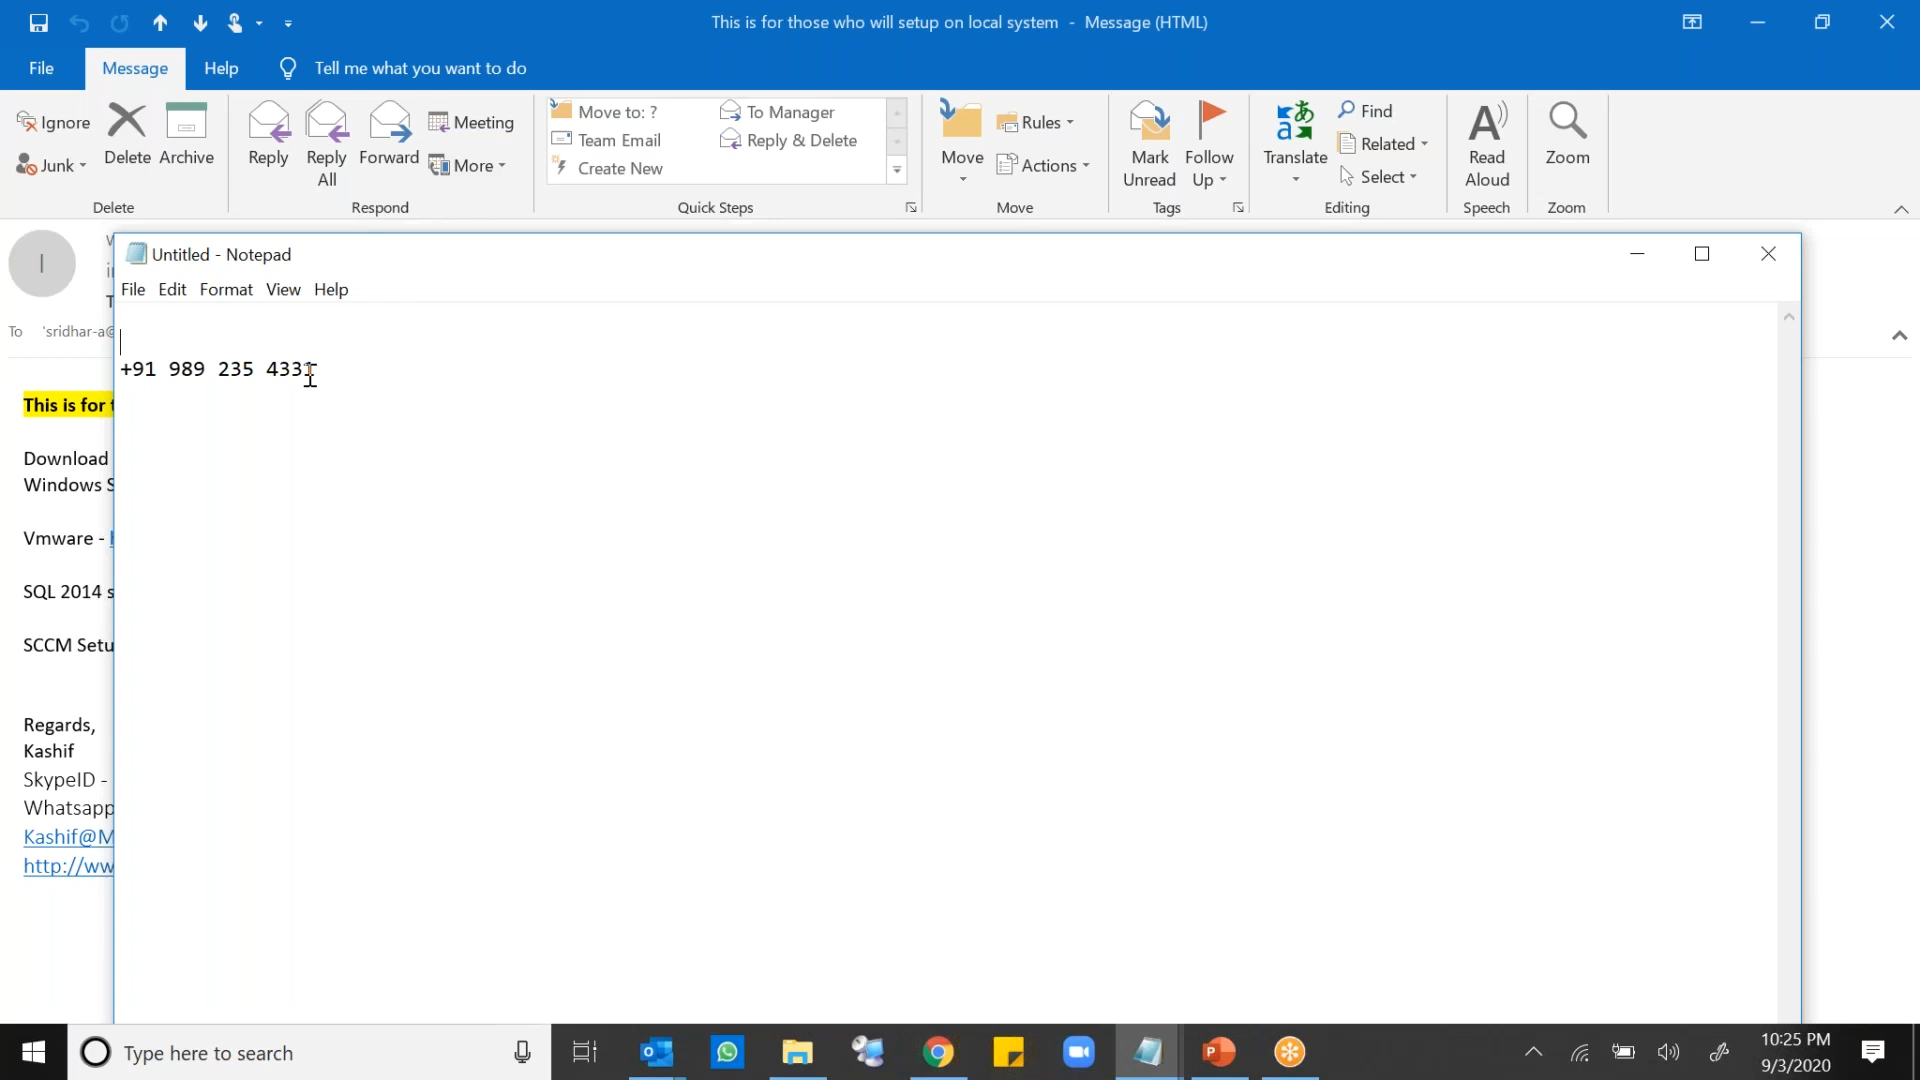 This is for those who will setup on local system - Message (HTML)
File Message Help Tell me what you want to do
Ignore
Junk
Delete
Archive
Delete
Reply
Reply All
Forward
Meeting
More
Respond
Move to: ?
Team Email
Create New
To Manager
Reply & Delete
Quick Steps
Move
Rules
Actions
Move
Mark Unread
Follow Up
Tags
Translate
Find
Related
Select
Editing
Read Aloud
Speech
Zoom
Zoom
I
Untitled - Notepad
File Edit Format View Help
+91 989 235 4331
To 'sridhar-a@
This is for
Download
Windows S
Vmware -
SQL 2014 s
SCCM Setu
Regards,
Kashif
SkypeID -
Whatsapp
Kashif@M
http://ww
Type here to search
10:25 PM
9/3/2020